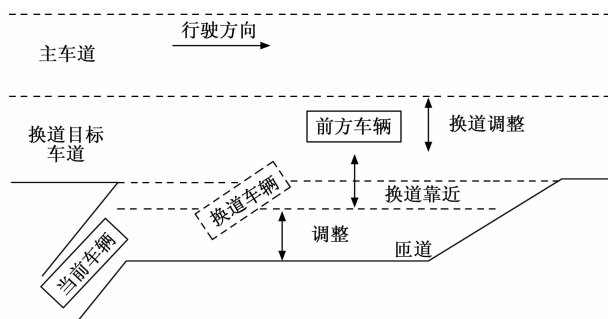 行驶方向
主车道
前方车辆
换道调整
换道目标
车道
换道车辆
换道靠近
调整
匝道
当前车辆